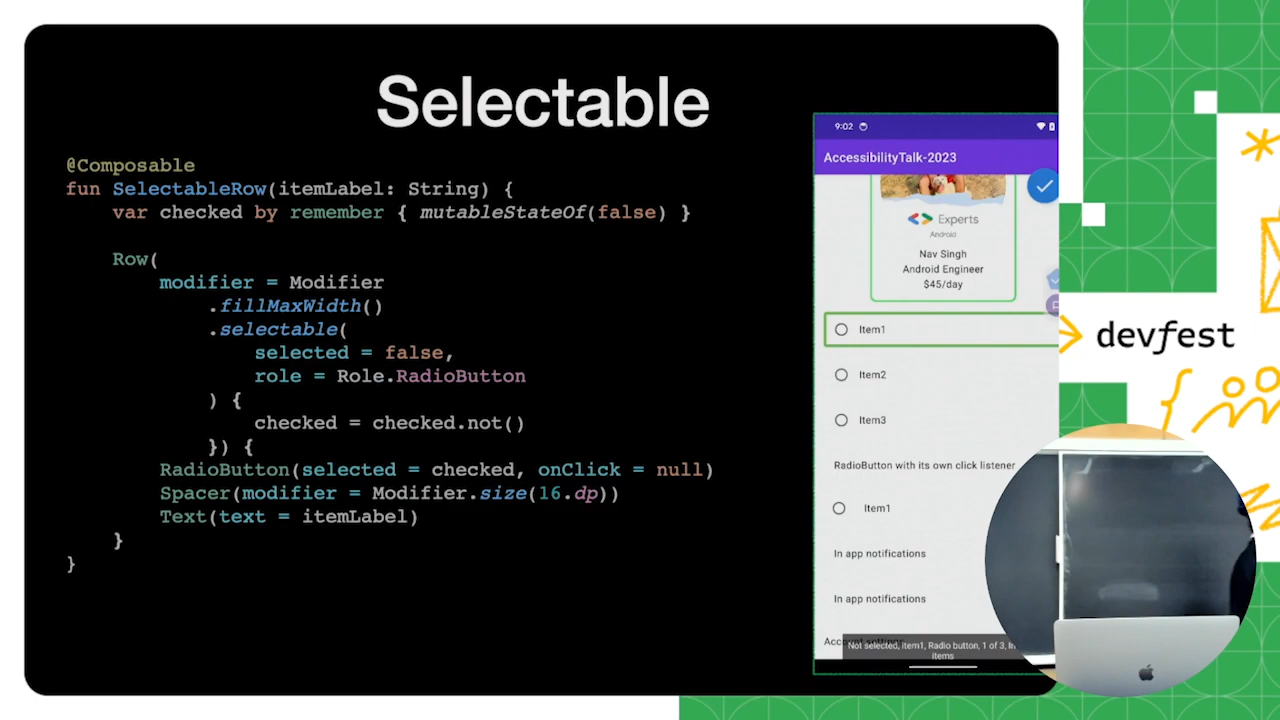 Selectable
@Composable
fun SelectableRow(itemLabel: String) {
var checked by remember { mutableStateOf(false) }
Row(
modifier = Modifier
.fillMaxWidth()
.selectable(
selected = false,
role = Role.RadioButton
) {
checked = checked.not()
}) {
RadioButton(selected = checked, onClick = null)
Spacer(modifier = Modifier.size(16.dp))
Text(text = itemLabel)
}
}
9:02
AccessibilityTalk-2023
Experts
Android
Nav Singh
Android Engineer
$45/day
Item1
Item2
Item3
RadioButton with its own click listener
Item1
In app notifications
In app notifications
Not selected, Item1, Radio button, 1 of 3, In
items
devfest